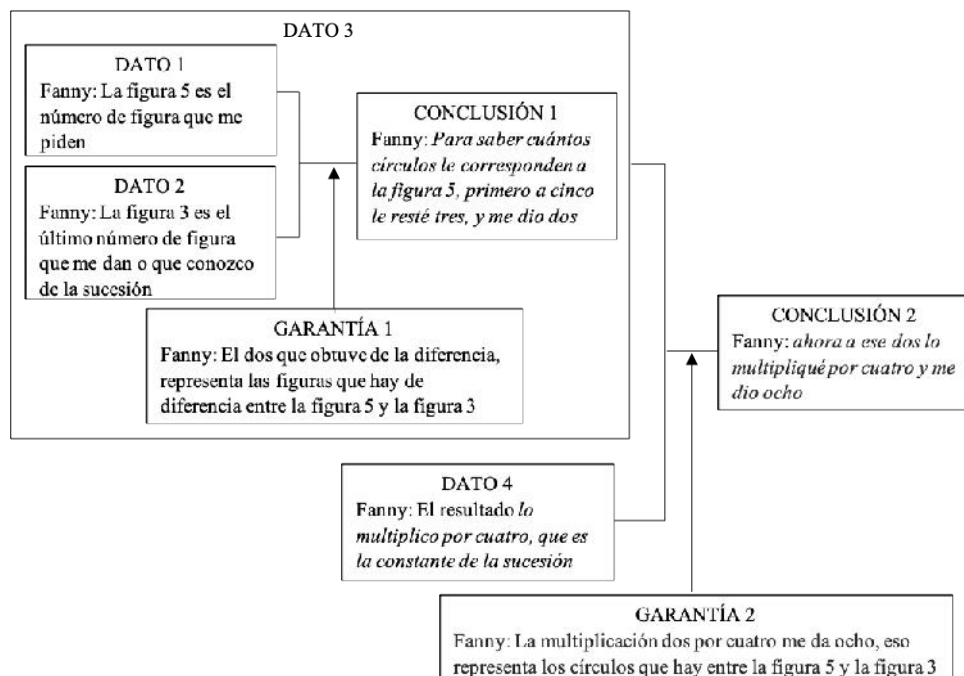 DATO 3
DATO 1
Fanny: La figura 5 es el
número de figura que me
piden
DATO 2
Fanny: La figura 3 es el
último número de figura
que me dan o que conozco
de la sucesión
CONCLUSIÓN 1
Fanny: Para saber cuántos
círculos le corresponden a
la figura 5, primero a cinco
le resté tres, y me dio dos
GARANTÍA 1
Fanny: El dos que obtuve de la diferencia,
representa las figuras que hay de
diferencia entre la figura 5 y la figura 3
CONCLUSIÓN 2
Fanny: ahora a ese dos lo
multipliqué por cuatro y me
dio ocho
DATO 4
Fanny: El resultado lo
multiplico por cuatro, que es
la constante de la sucesión
GARANTÍA 2
Fanny: La multiplicación dos por cuatro me da ocho, eso
representa los círculos que hay entre la figura 5 y la figura 3